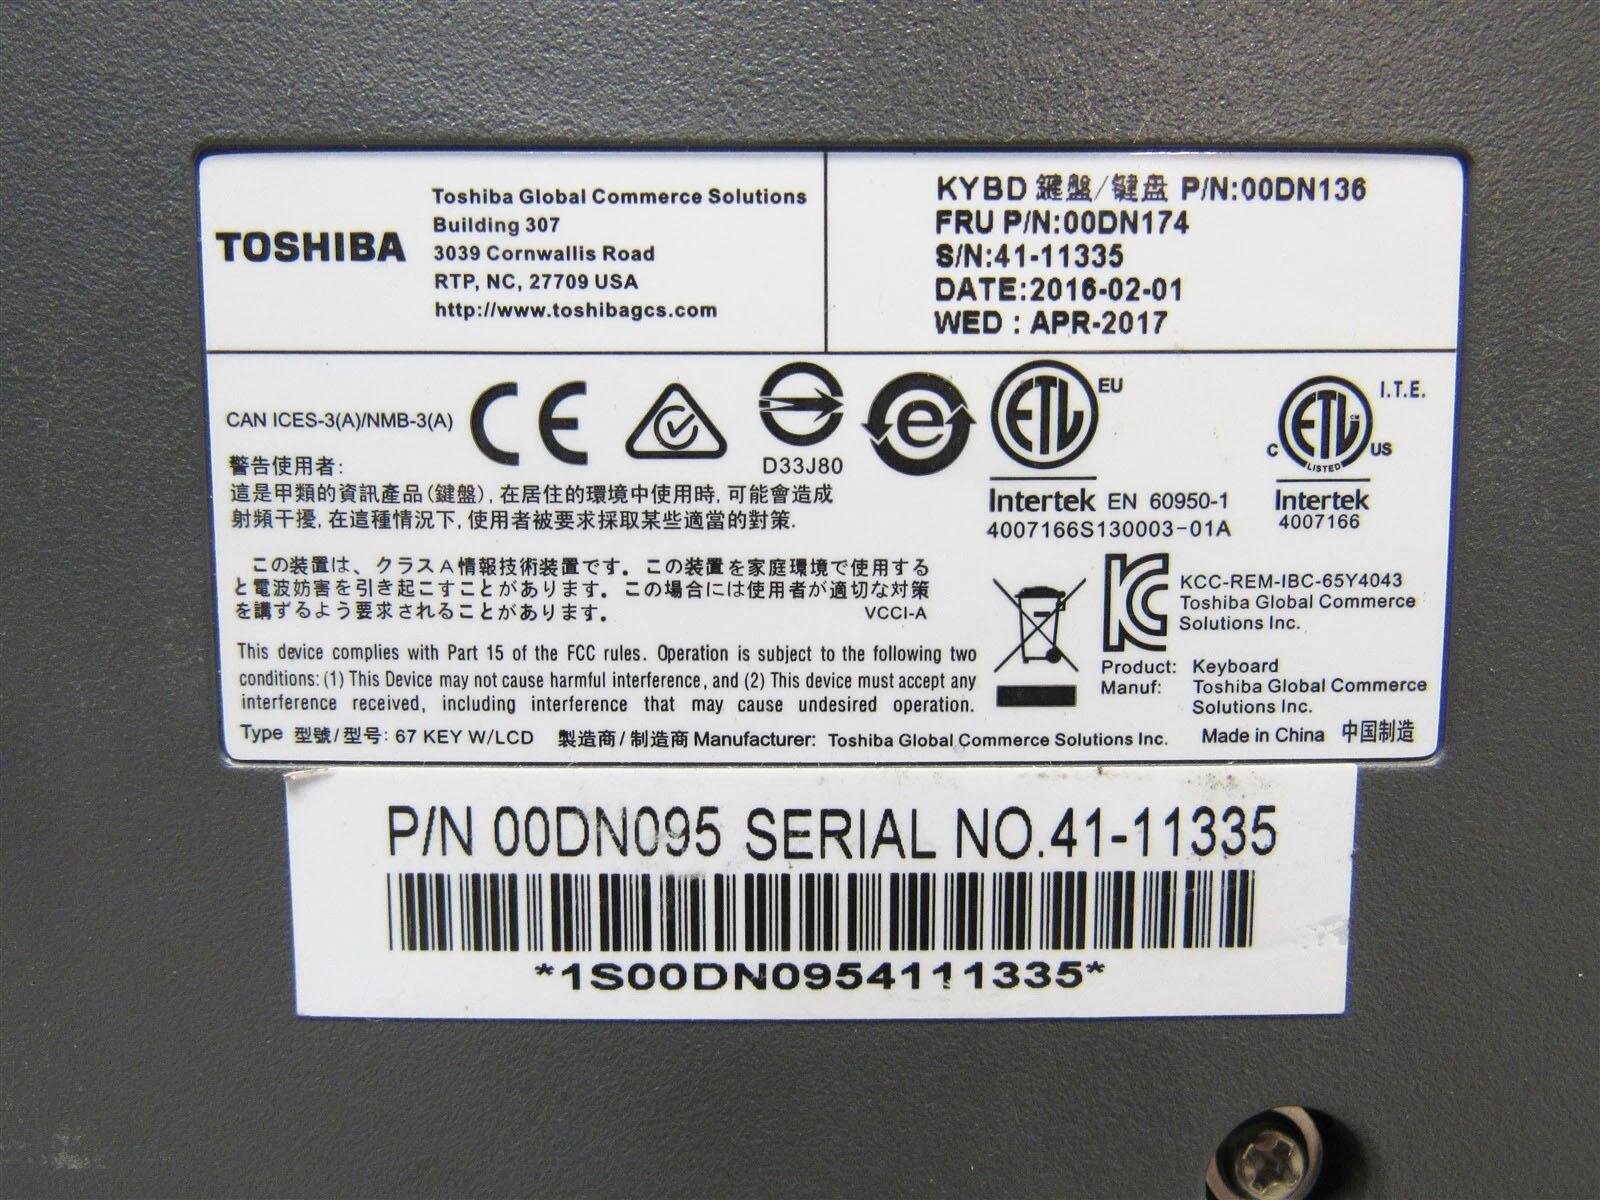 TOSHIBA
Toshiba Global Commerce Solutions
Building 307
3039 Cornwallis Road
RTP, NC, 27709 USA
http://www.toshibagcs.com
KYBD 鍵盤/键盘 P/N:00DN136
FRU P/N:00DN174
S/N:41-11335
DATE:2016-02-01
WED : APR-2017
CAN ICES-3(A)/NMB-3(A)
CE
D33J80
e
ETL EU
Intertek EN 60950-1
4007166S130003-01A
I.T.E.
C ETL CM US
LISTED
Intertek
4007166
警告使用者:
這是甲類的資訊產品(鍵盤), 在居住的環境中使用時, 可能會造成
射頻干擾, 在這種情況下, 使用者被要求採取某些適當的對策.
この装置は、クラスA情報技術装置です。この装置を家庭環境で使用する
と電波妨害を引き起こすことがあります。この場合には使用者が適切な対策
を講ずるよう要求されることがあります。 VCCI-A
KCC-REM-IBC-65Y4043
Toshiba Global Commerce
Solutions Inc.
This device complies with Part 15 of the FCC rules. Operation is subject to the following two
conditions: (1) This Device may not cause harmful interference, and (2) This device must accept any
interference received, including interference that may cause undesired operation.
Product: Keyboard
Manuf: Toshiba Global Commerce
Solutions Inc.
Type 型號/型号: 67 KEY W/LCD 製造商/制造商 Manufacturer: Toshiba Global Commerce Solutions Inc. Made in China 中国制造
P/N 00DN095 SERIAL NO.41-11335
*1S00DN0954111335*